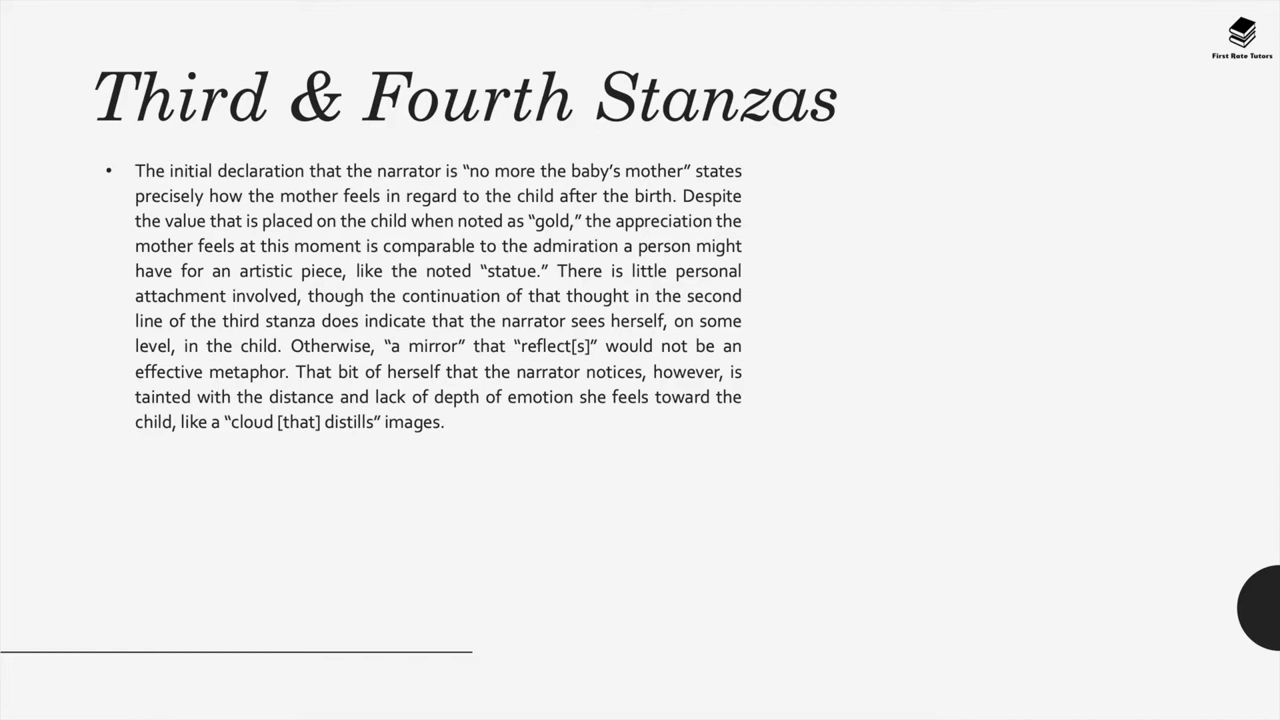 First Rate Tutors
Third & Fourth Stanzas
• The initial declaration that the narrator is “no more the baby’s mother” states
precisely how the mother feels in regard to the child after the birth. Despite
the value that is placed on the child when noted as “gold,” the appreciation the
mother feels at this moment is comparable to the admiration a person might
have for an artistic piece, like the noted “statue.” There is little personal
attachment involved, though the continuation of that thought in the second
line of the third stanza does indicate that the narrator sees herself, on some
level, in the child. Otherwise, “a mirror” that “reflect[s]” would not be an
effective metaphor. That bit of herself that the narrator notices, however, is
tainted with the distance and lack of depth of emotion she feels toward the
child, like a “cloud [that] distills” images.